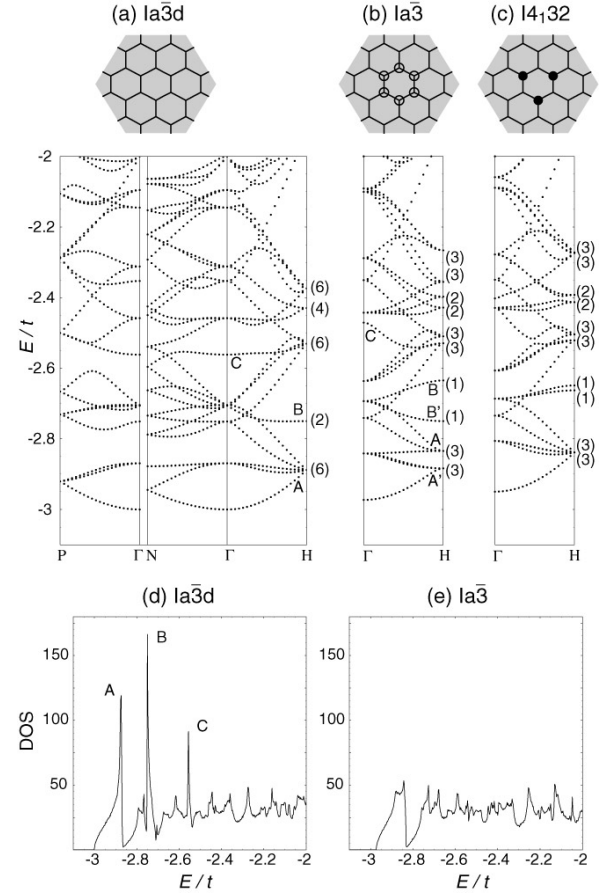 (a) Ia3̅d
(b) Ia3̅
(c) I4₁32
-2
-2.2
-2.4
-2.6
-2.8
-3
E / t
(6)
(4)
(6)
C
B
(2)
(6)
A
P
Γ
N
Γ
H
(3)
(3)
(2)
(2)
C
(3)
(3)
(1)
B
B'
(1)
A
(3)
(3)
A'
Γ
H
(3)
(3)
(2)
(2)
(3)
(3)
(1)
(1)
(3)
(3)
Γ
H
(d) Ia3̅d
(e) Ia3̅
DOS
150
100
50
A
B
C
-3 -2.8 -2.6 -2.4 -2.2 -2
E / t
150
100
50
-3 -2.8 -2.6 -2.4 -2.2 -2
E / t